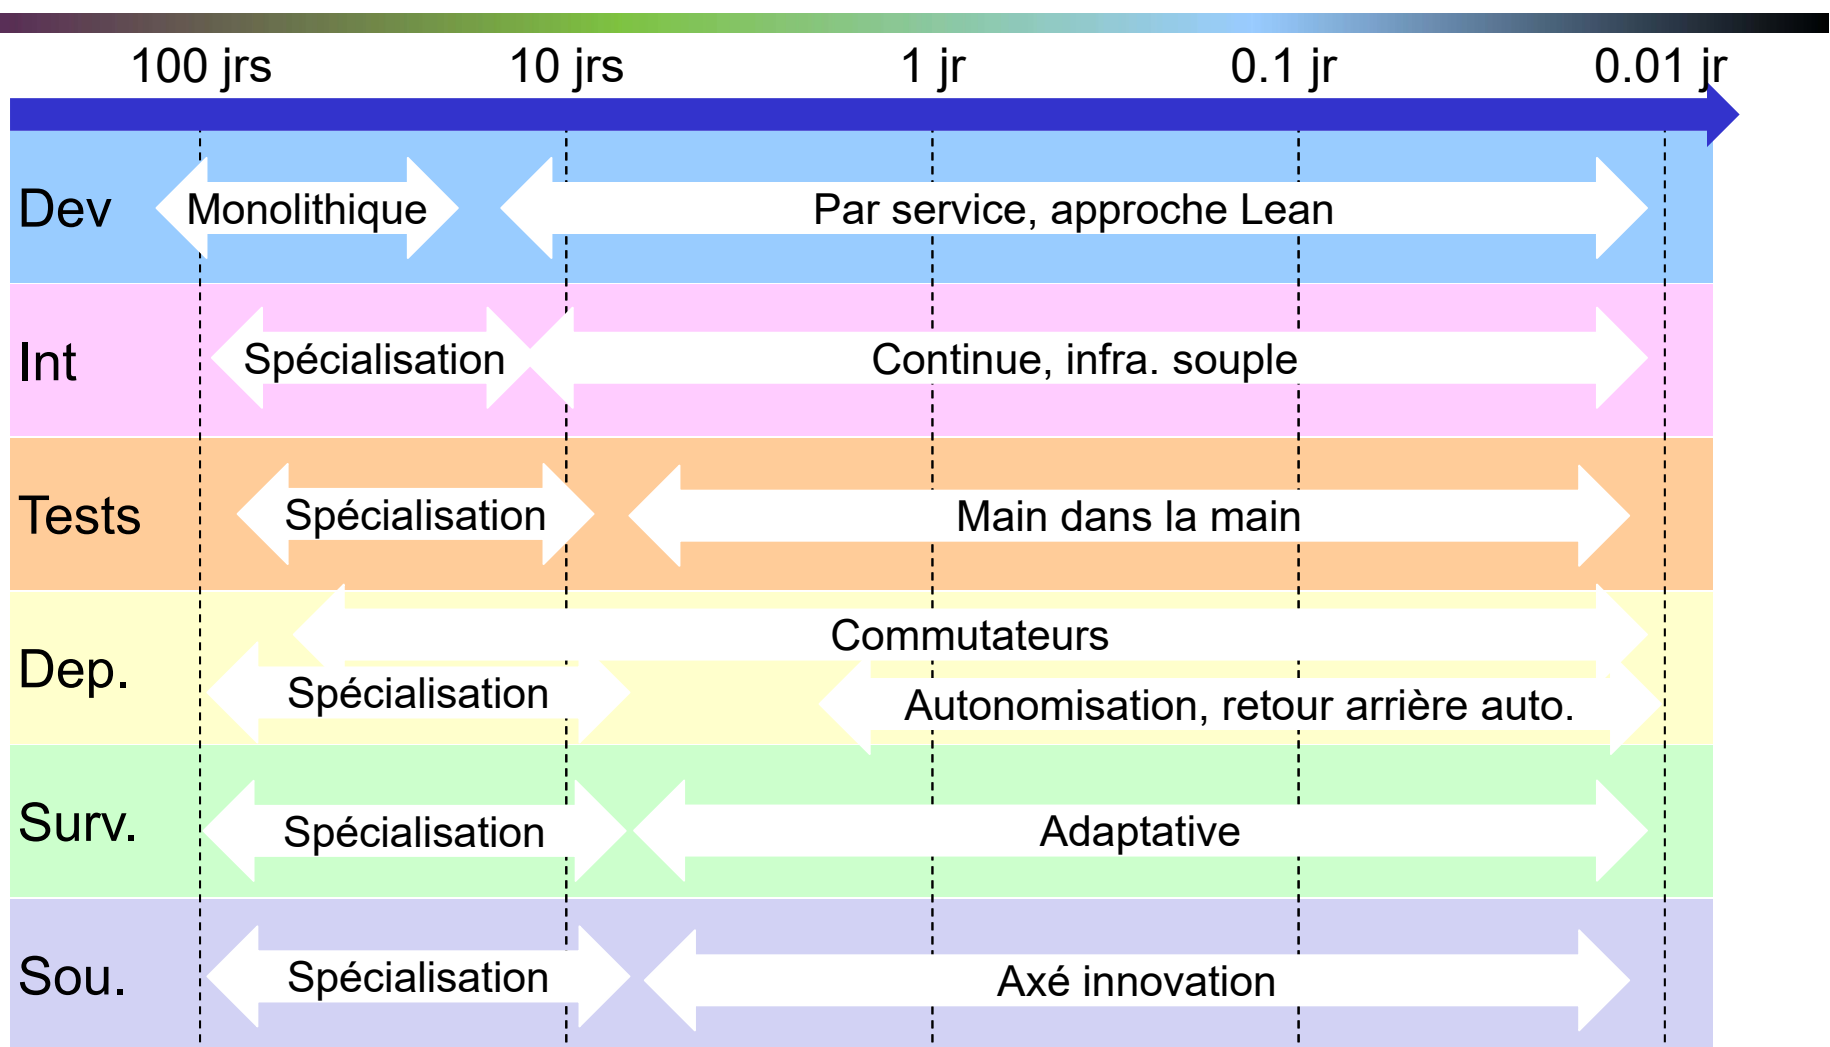 100 jrs 10 jrs 1 jr 0.1 jr 0.01 jr
Dev Monolithique Par service, approche Lean
Int Spécialisation Continue, infra. souple
Tests Spécialisation Main dans la main
Commutateurs
Dep. Spécialisation Autonomisation, retour arrière auto.
Surv. Spécialisation Adaptative
Sou. Spécialisation Axé innovation